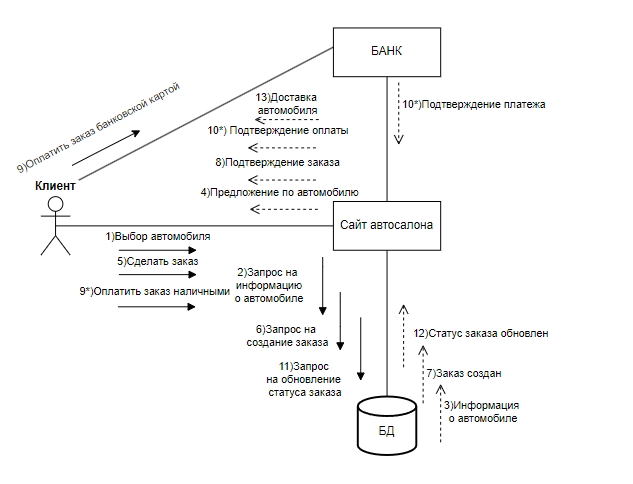 БАНК
9)Оплатить заказ банковской картой
13)Доставка
автомобиля
10*)Подтверждение платежа
10*) Подтверждение оплаты
8)Подтверждение заказа
4)Предложение по автомобилю
Клиент
Сайт автосалона
1)Выбор автомобиля
5)Сделать заказ
9*)Оплатить заказ наличными
2)Запрос на
информацию
о автомобиле
6)Запрос на
создание заказа
11)Запрос
на обновление
статуса заказа
12)Статус заказа обновлен
7)Заказ создан
3)Информация
о автомобиле
БД